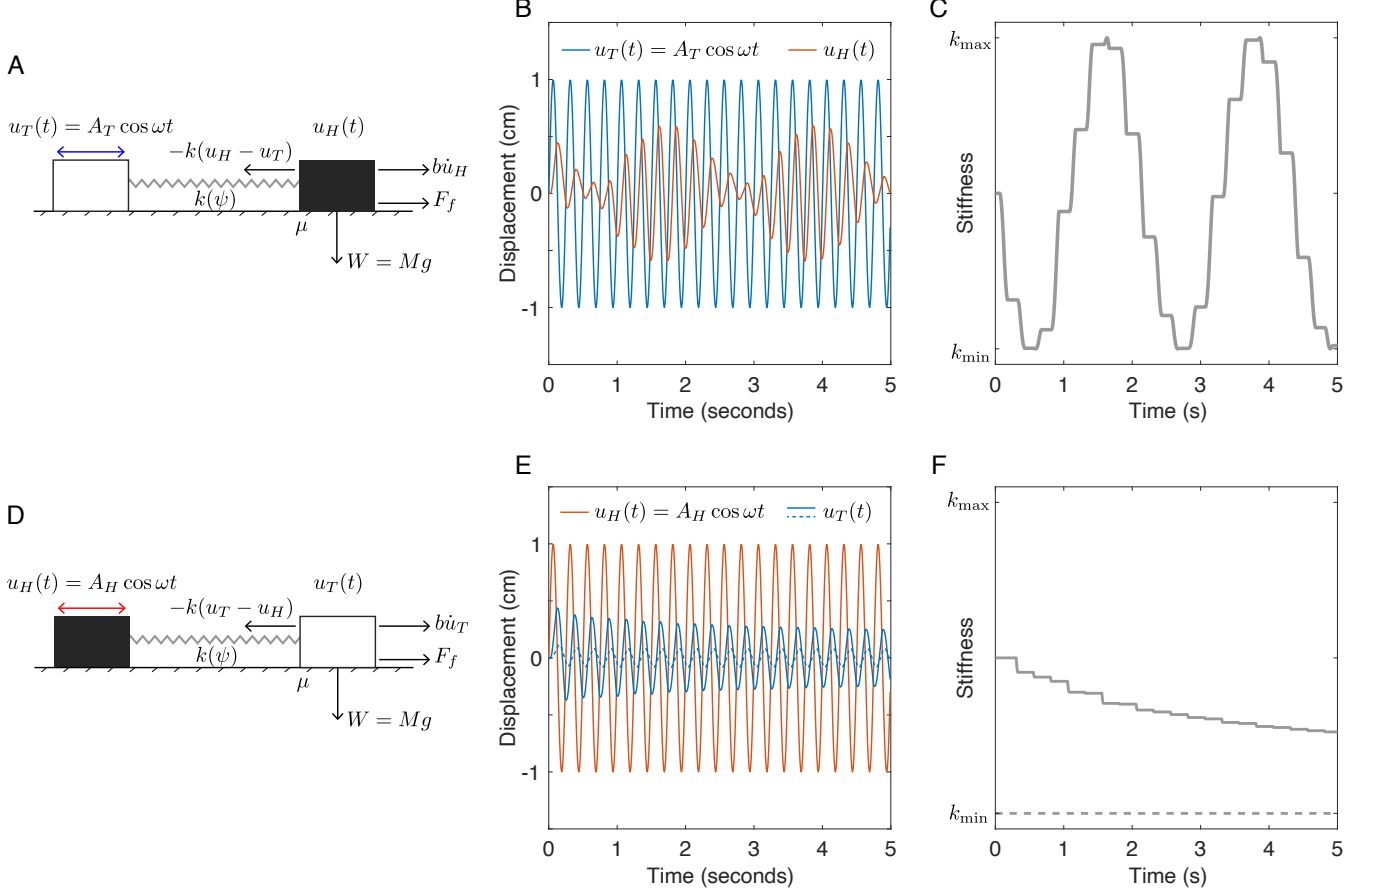 A
u_T(t) = A_T cos ωt
u_H(t)
−k(u_H − u_T)
bu̇_H
k(ψ)
F_f
μ
W = Mg
B
u_T(t) = A_T cos ωt
u_H(t)
Displacement (cm)
1
0
-1
0 1 2 3 4 5
Time (seconds)
C
k_max
Stiffness
k_min
0 1 2 3 4 5
Time (s)
D
u_H(t) = A_H cos ωt
u_T(t)
−k(u_T − u_H)
bu̇_T
k(ψ)
F_f
μ
W = Mg
E
u_H(t) = A_H cos ωt
u_T(t)
Displacement (cm)
1
0
-1
0 1 2 3 4 5
Time (seconds)
F
k_max
Stiffness
k_min
0 1 2 3 4 5
Time (s)